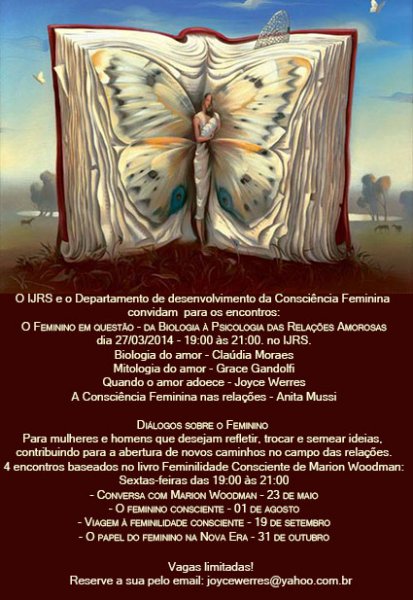 O IJRS e o Departamento de desenvolvimento da Consciência Feminina
convidam para os encontros:
O Feminino em questão - da Biologia à Psicologia das Relações Amorosas
dia 27/03/2014 - 19:00 às 21:00. no IJRS.
Biologia do amor - Claúdia Moraes
Mitologia do amor - Grace Gandolfi
Quando o amor adoece - Joyce Werres
A Consciência Feminina nas relações - Anita Mussi
Diálogos sobre o Feminino
Para mulheres e homens que desejam refletir, trocar e semear ideias,
contribuindo para a abertura de novos caminhos no campo das relações.
4 encontros baseados no livro Feminilidade Consciente de Marion Woodman:
Sextas-feiras das 19:00 às 21:00
- Conversa com Marion Woodman - 23 de maio
- O feminino consciente - 01 de agosto
- Viagem à feminilidade consciente - 19 de setembro
- O papel do feminino na Nova Era - 31 de outubro
Vagas limitadas!
Reserve a sua pelo email: joycewerres@yahoo.com.br